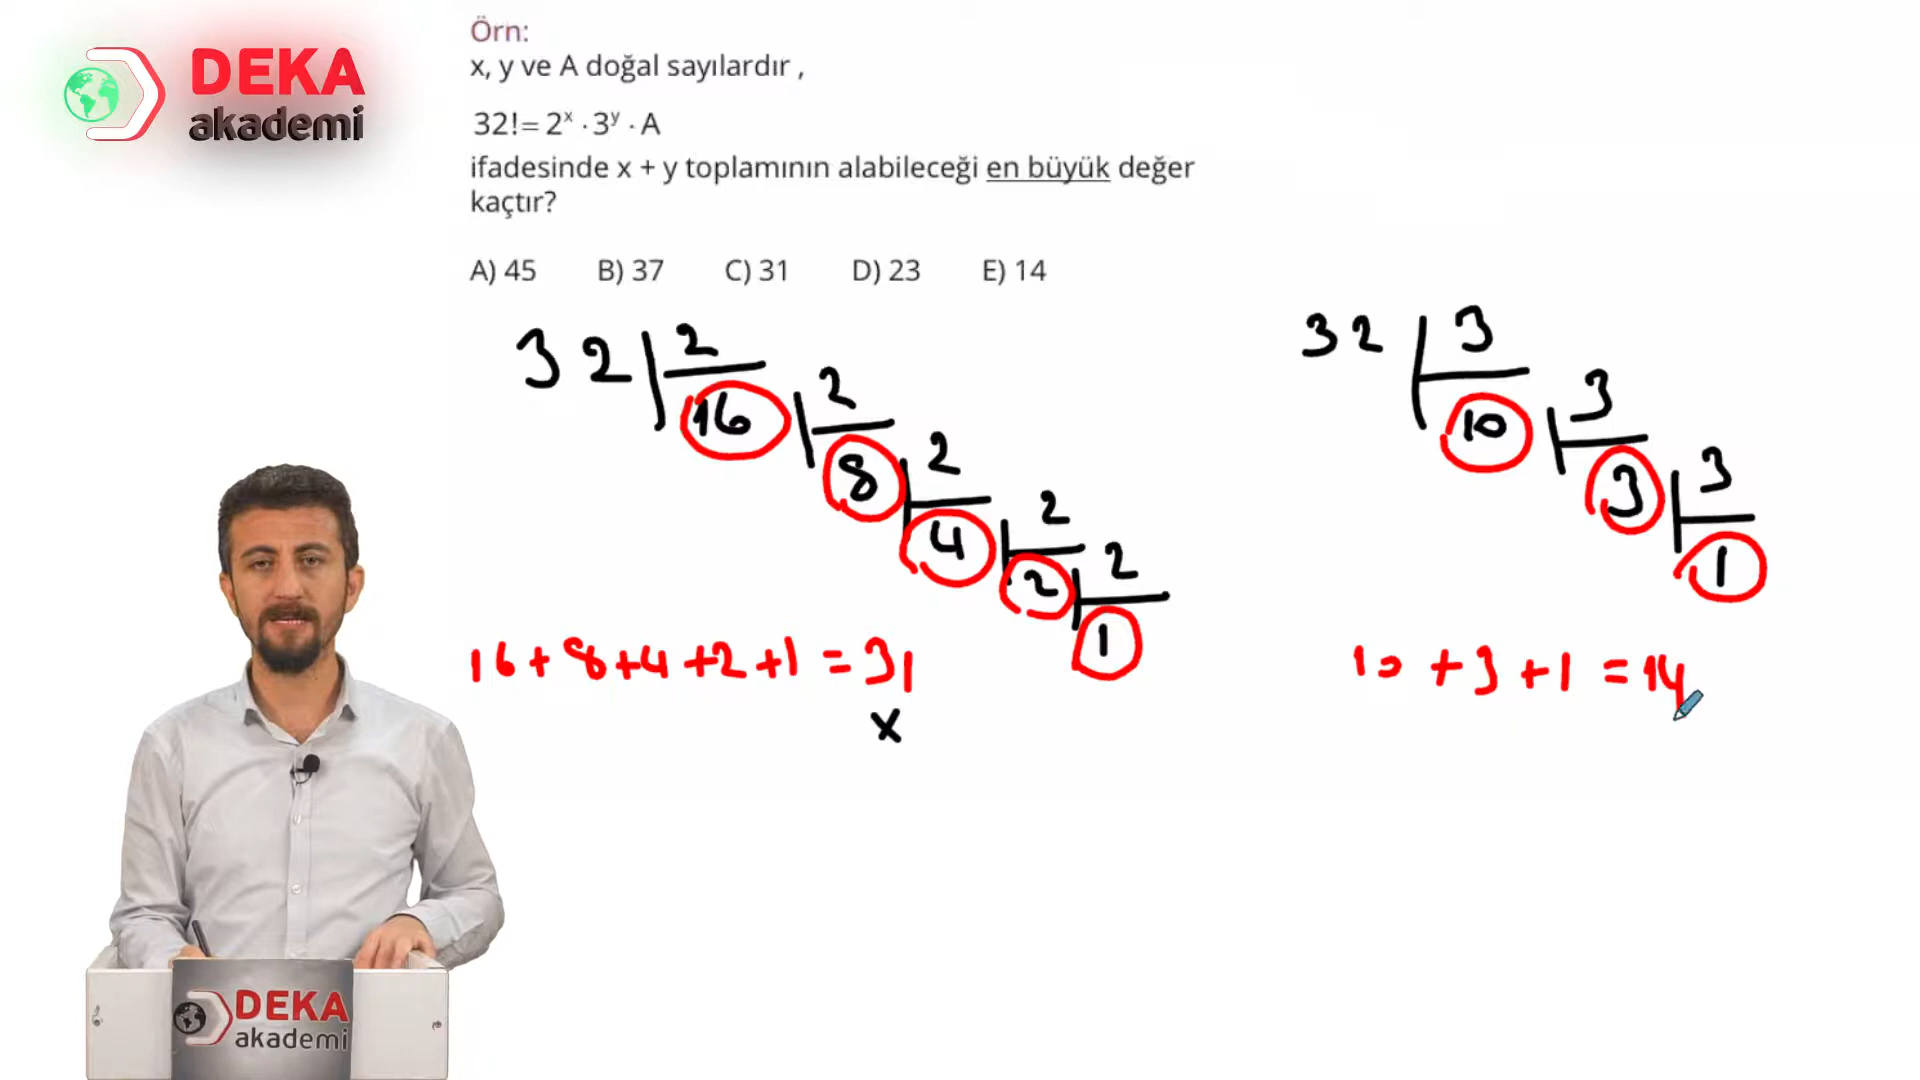 DEKA
akademi
Örn:
x, y ve A doğal sayılardır ,
32!= 2ˣ · 3ʸ · A
ifadesinde x + y toplamının alabileceği en büyük değer
kaçtır?
A) 45 B) 37 C) 31 D) 23 E) 14
32 2
16 2
8 2
4 2
2 2
1
16+8+4+2+1=31
x
32 3
10 3
3 3
1
10+3+1=14
DEKA
akademi